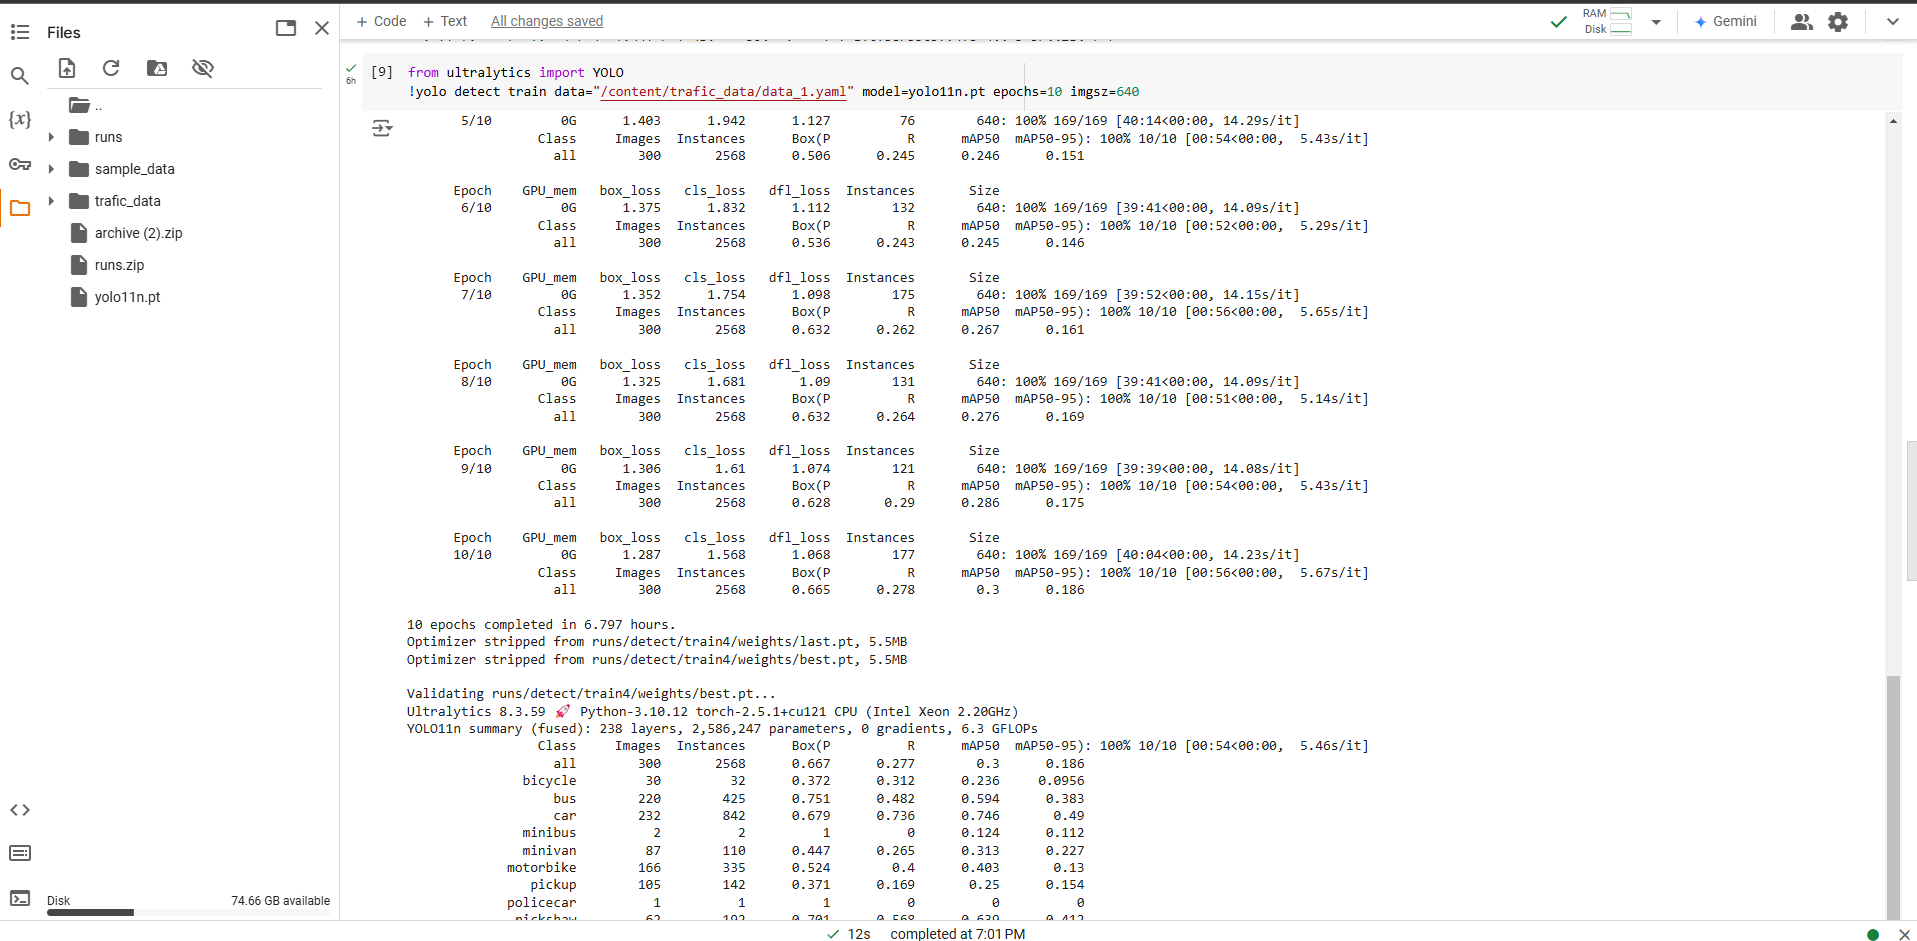 Files
+ Code + Text All changes saved
RAM
Disk
Gemini
..
runs
sample_data
trafic_data
archive (2).zip
runs.zip
yolo11n.pt
Disk 74.66 GB available
6h
[9] from ultralytics import YOLO
!yolo detect train data="/content/trafic_data/data_1.yaml" model=yolo11n.pt epochs=10 imgsz=640
5/10 0G 1.403 1.942 1.127 76 640: 100% 169/169 [40:14<00:00, 14.29s/it]
Class Images Instances Box(P R mAP50 mAP50-95): 100% 10/10 [00:54<00:00, 5.43s/it]
all 300 2568 0.506 0.245 0.246 0.151
Epoch GPU_mem box_loss cls_loss dfl_loss Instances Size
6/10 0G 1.375 1.832 1.112 132 640: 100% 169/169 [39:41<00:00, 14.09s/it]
Class Images Instances Box(P R mAP50 mAP50-95): 100% 10/10 [00:52<00:00, 5.29s/it]
all 300 2568 0.536 0.243 0.245 0.146
Epoch GPU_mem box_loss cls_loss dfl_loss Instances Size
7/10 0G 1.352 1.754 1.098 175 640: 100% 169/169 [39:52<00:00, 14.15s/it]
Class Images Instances Box(P R mAP50 mAP50-95): 100% 10/10 [00:56<00:00, 5.65s/it]
all 300 2568 0.632 0.262 0.267 0.161
Epoch GPU_mem box_loss cls_loss dfl_loss Instances Size
8/10 0G 1.325 1.681 1.09 131 640: 100% 169/169 [39:41<00:00, 14.09s/it]
Class Images Instances Box(P R mAP50 mAP50-95): 100% 10/10 [00:51<00:00, 5.14s/it]
all 300 2568 0.632 0.264 0.276 0.169
Epoch GPU_mem box_loss cls_loss dfl_loss Instances Size
9/10 0G 1.306 1.61 1.074 121 640: 100% 169/169 [39:39<00:00, 14.08s/it]
Class Images Instances Box(P R mAP50 mAP50-95): 100% 10/10 [00:54<00:00, 5.43s/it]
all 300 2568 0.628 0.29 0.286 0.175
Epoch GPU_mem box_loss cls_loss dfl_loss Instances Size
10/10 0G 1.287 1.568 1.068 177 640: 100% 169/169 [40:04<00:00, 14.23s/it]
Class Images Instances Box(P R mAP50 mAP50-95): 100% 10/10 [00:56<00:00, 5.67s/it]
all 300 2568 0.665 0.278 0.3 0.186
10 epochs completed in 6.797 hours.
Optimizer stripped from runs/detect/train4/weights/last.pt, 5.5MB
Optimizer stripped from runs/detect/train4/weights/best.pt, 5.5MB
Validating runs/detect/train4/weights/best.pt...
Ultralytics 8.3.59 🚀 Python-3.10.12 torch-2.5.1+cu121 CPU (Intel Xeon 2.20GHz)
YOLO11n summary (fused): 238 layers, 2,586,247 parameters, 0 gradients, 6.3 GFLOPs
Class Images Instances Box(P R mAP50 mAP50-95): 100% 10/10 [00:54<00:00, 5.46s/it]
all 300 2568 0.667 0.277 0.3 0.186
bicycle 30 32 0.372 0.312 0.236 0.0956
bus 220 425 0.751 0.482 0.594 0.383
car 232 842 0.679 0.736 0.746 0.49
minibus 2 2 1 0 0.124 0.112
minivan 87 110 0.447 0.265 0.313 0.227
motorbike 166 335 0.524 0.4 0.403 0.13
pickup 105 142 0.371 0.169 0.25 0.154
policecar 1 1 1 0 0 0
rickshaw 62 192 0.701 0.568 0.639 0.412
12s completed at 7:01 PM